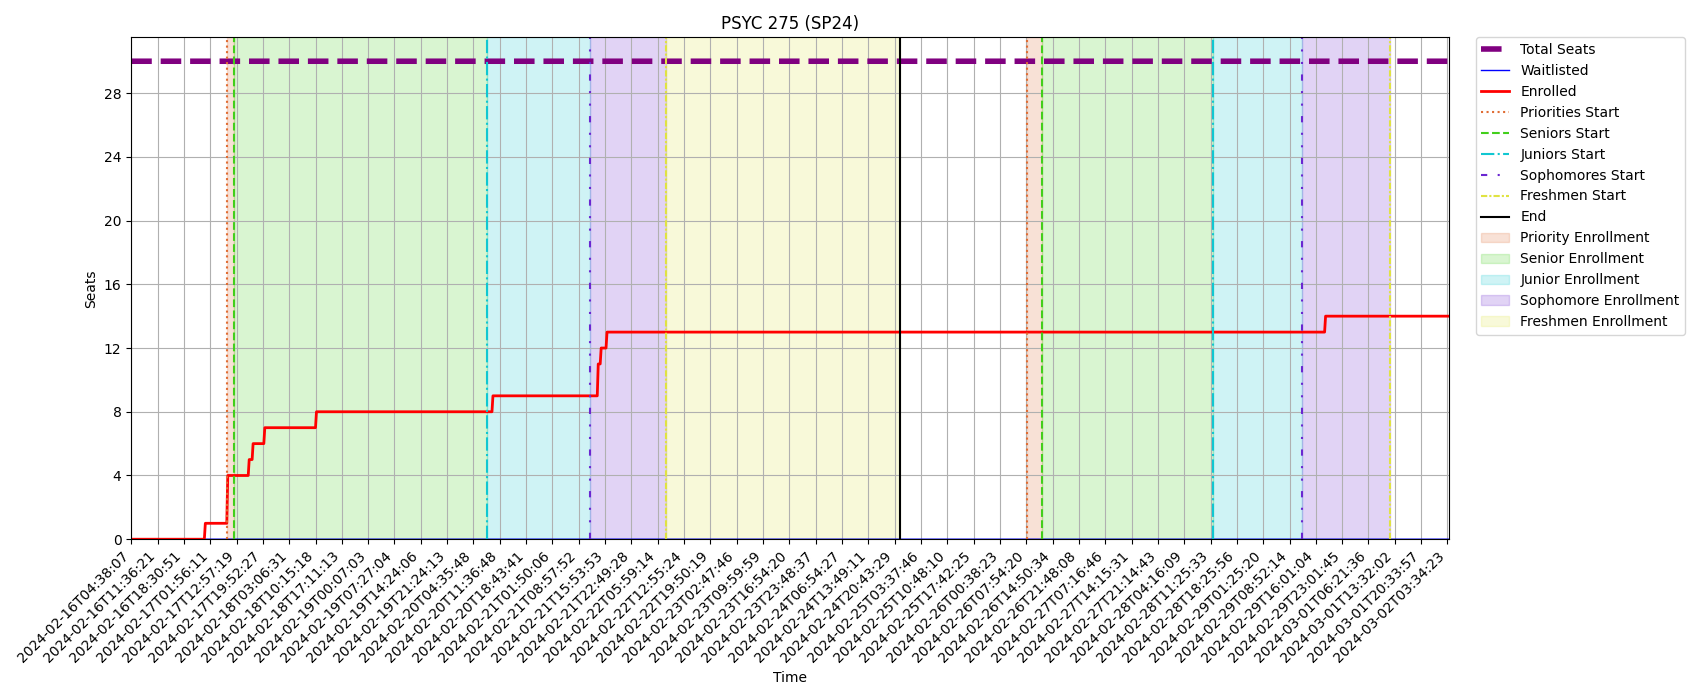 PSYC 275 (SP24)
Seats
28
24
20
16
12
8
4
0
2024-02-16T04:38:07
2024-02-16T11:36:21
2024-02-16T18:30:51
2024-02-17T01:56:11
2024-02-17T12:57:19
2024-02-17T19:52:27
2024-02-18T03:06:31
2024-02-18T10:15:18
2024-02-18T17:11:13
2024-02-19T00:07:03
2024-02-19T07:27:04
2024-02-19T14:24:06
2024-02-19T21:24:13
2024-02-20T04:35:48
2024-02-20T11:36:48
2024-02-20T18:43:41
2024-02-21T01:50:06
2024-02-21T08:57:52
2024-02-21T15:53:53
2024-02-21T22:49:28
2024-02-22T05:59:14
2024-02-22T12:55:24
2024-02-22T19:50:19
2024-02-23T02:47:46
2024-02-23T09:59:59
2024-02-23T16:54:20
2024-02-23T23:48:37
2024-02-24T06:54:27
2024-02-24T13:49:11
2024-02-24T20:43:29
2024-02-25T03:37:46
2024-02-25T10:48:10
2024-02-25T17:42:25
2024-02-26T00:38:23
2024-02-26T07:54:20
2024-02-26T14:50:34
2024-02-26T21:48:08
2024-02-27T07:16:46
2024-02-27T14:15:31
2024-02-27T21:14:43
2024-02-28T04:16:09
2024-02-28T11:25:33
2024-02-28T18:25:56
2024-02-29T01:25:20
2024-02-29T08:52:14
2024-02-29T16:01:04
2024-02-29T23:01:45
2024-03-01T06:21:36
2024-03-01T13:32:02
2024-03-01T20:33:57
2024-03-02T03:34:23
Time
Total Seats
Waitlisted
Enrolled
Priorities Start
Seniors Start
Juniors Start
Sophomores Start
Freshmen Start
End
Priority Enrollment
Senior Enrollment
Junior Enrollment
Sophomore Enrollment
Freshmen Enrollment